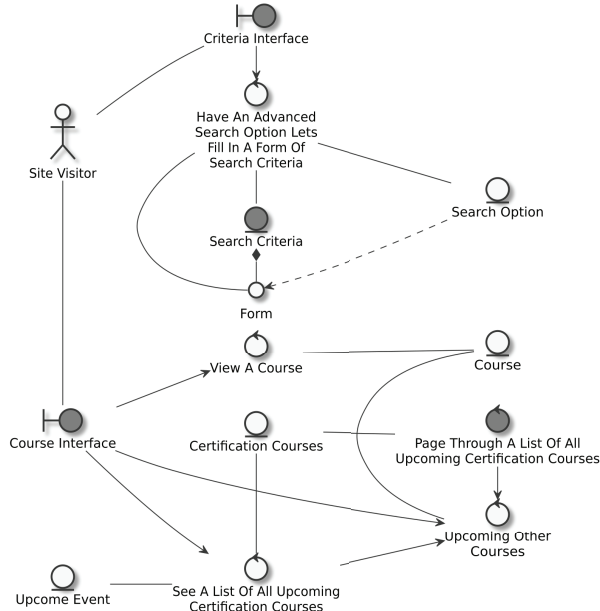 Criteria Interface
Have An Advanced
Search Option Lets
Fill In A Form Of
Search Criteria
Site Visitor
Search Option
Search Criteria
Form
View A Course
Course
Course Interface
Certification Courses
Page Through A List Of All
Upcoming Certification Courses
Upcoming Other
Courses
Upcome Event
See A List Of All Upcoming
Certification Courses